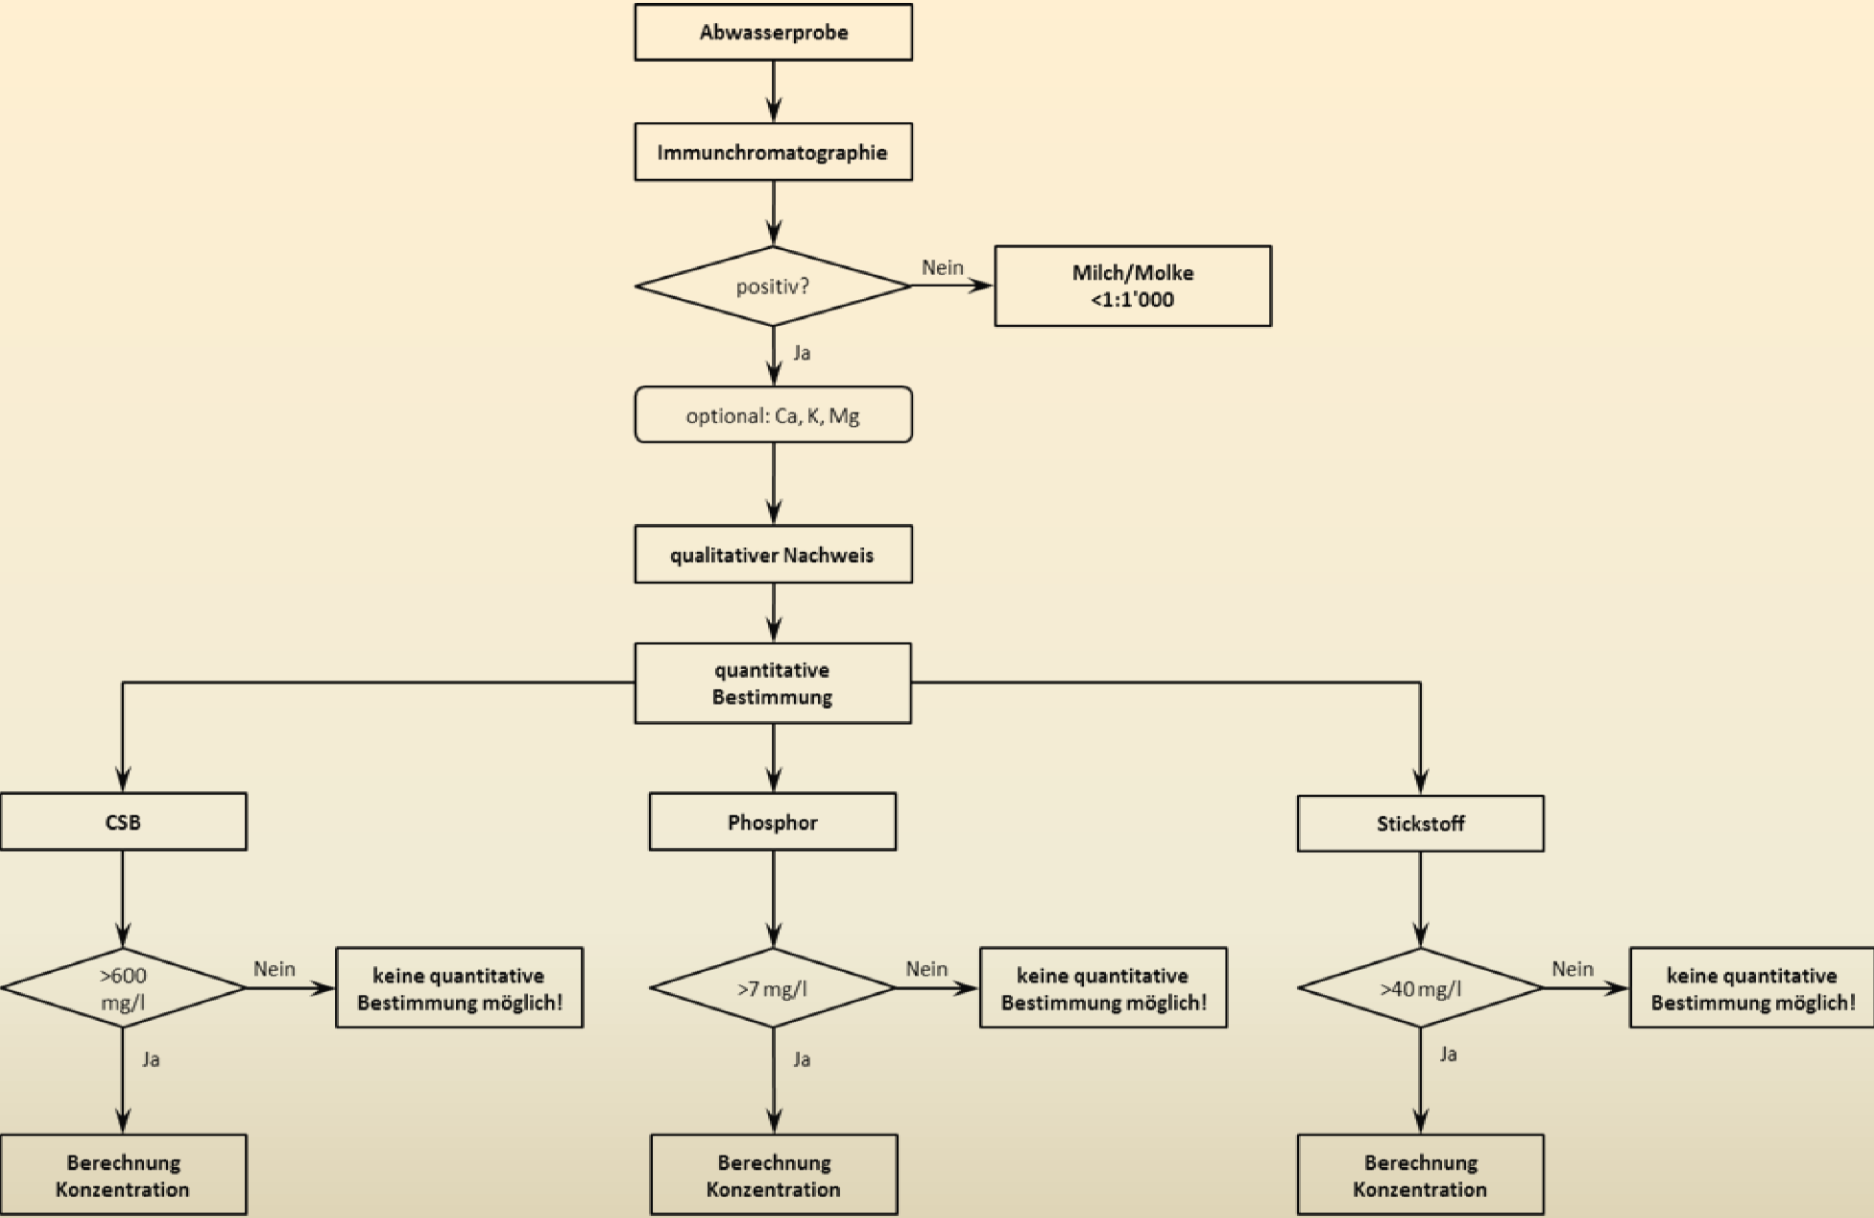 Abwasserprobe
Immunchromatographie
positiv?
Nein
Milch/Molke
<1:1'000
Ja
optional: Ca, K, Mg
qualitativer Nachweis
quantitative
Bestimmung
CSB
Phosphor
Stickstoff
>600
mg/l
Nein
keine quantitative
Bestimmung möglich!
>7 mg/l
Nein
keine quantitative
Bestimmung möglich!
>40 mg/l
Nein
keine quantitative
Bestimmung möglich!
Ja
Ja
Ja
Berechnung
Konzentration
Berechnung
Konzentration
Berechnung
Konzentration